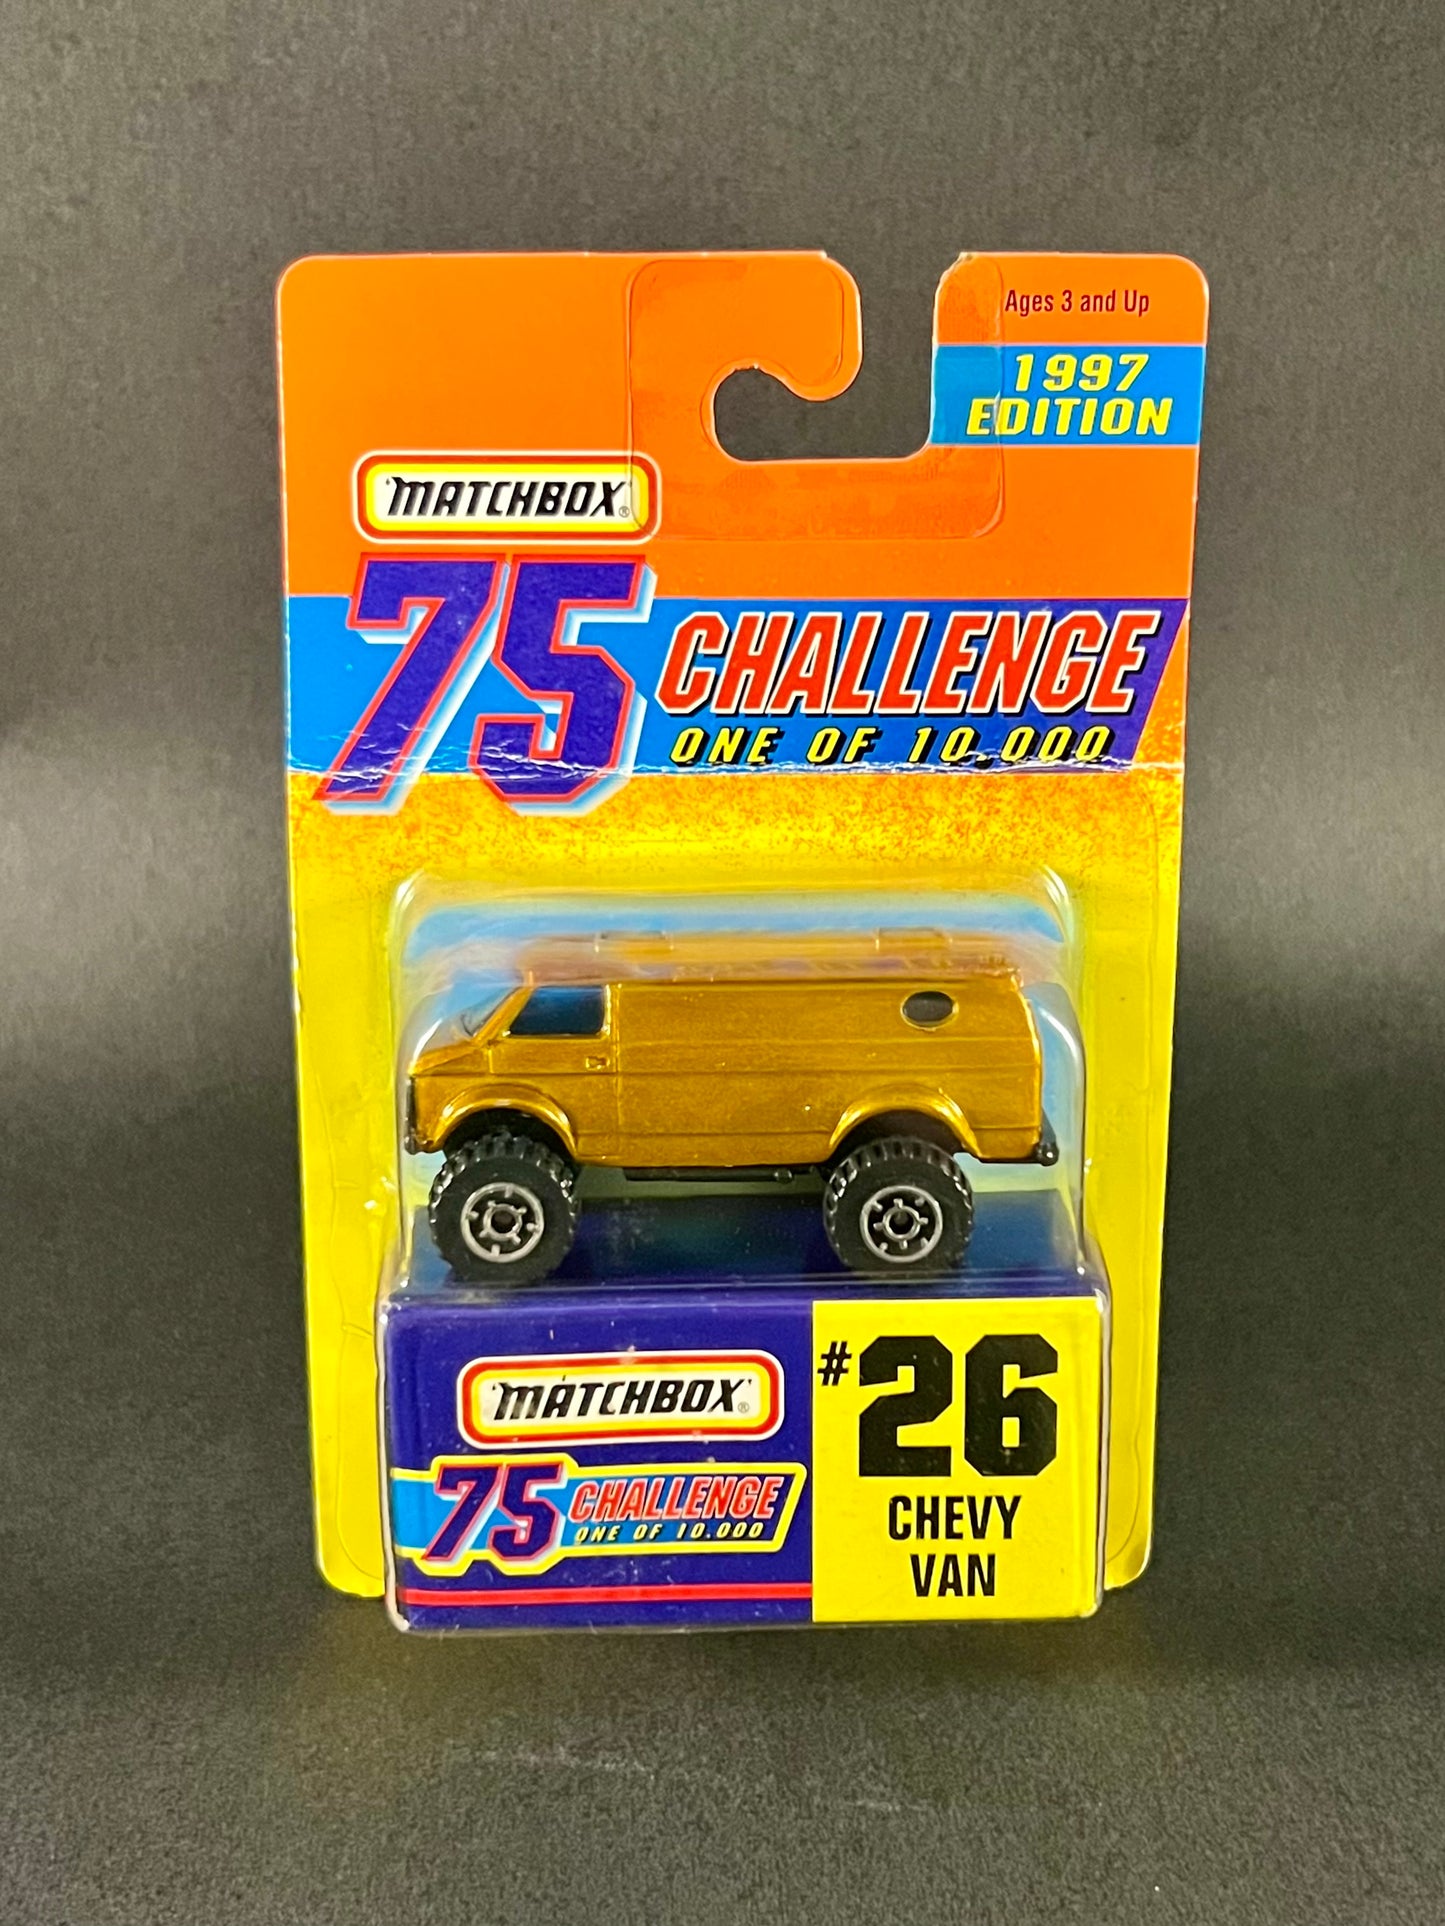 Ages 3 and Up
1997
EDITION
MATCHBOX®
75 CHALLENGE
ONE OF 10,000
MATCHBOX®
75 CHALLENGE
ONE OF 10,000
#26
CHEVY
VAN